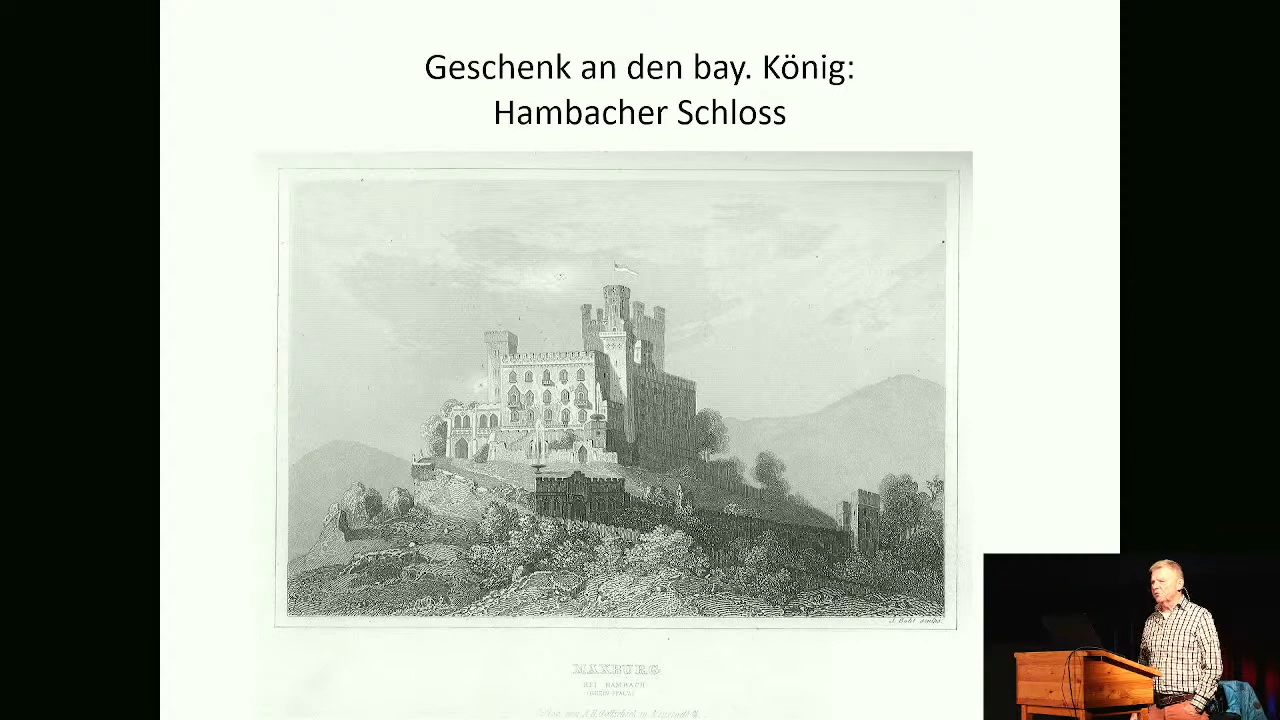 Geschenk an den bay. König:
Hambacher Schloss
MAXBURG
BEI HAMBACH